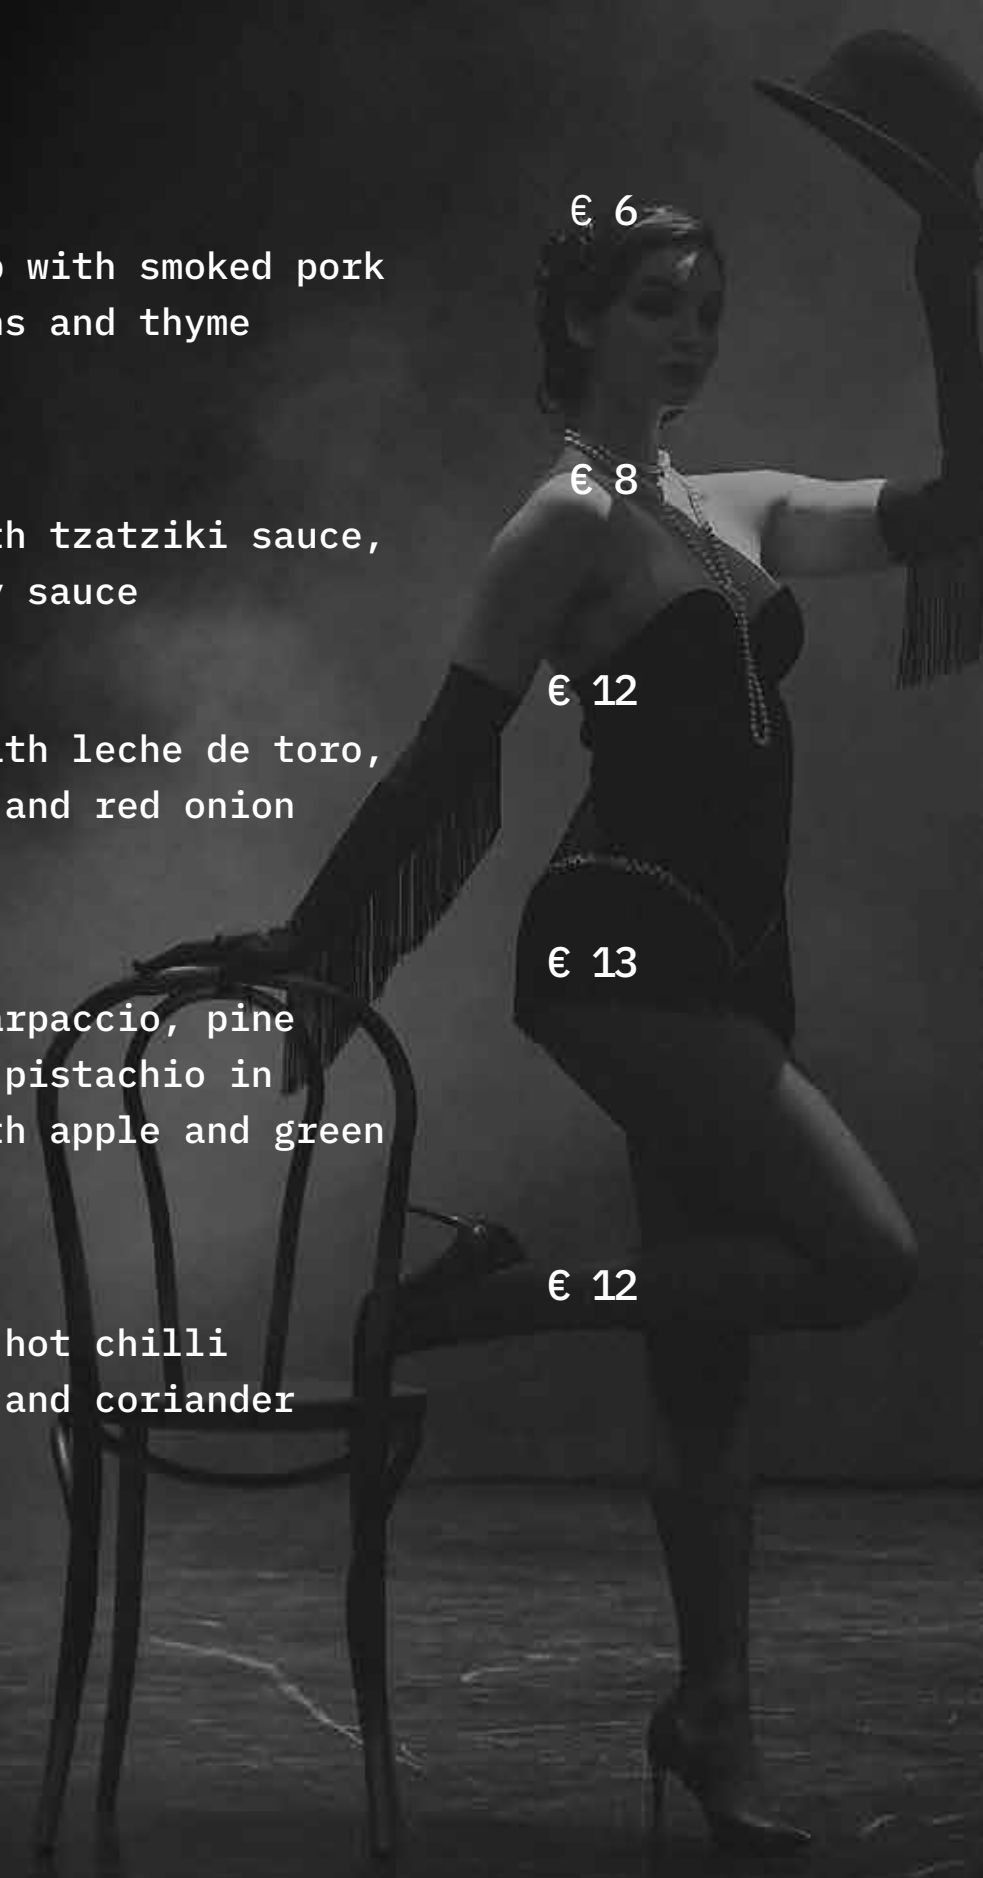 € 6
with smoked pork
and thyme
€ 8
tzatziki sauce,
sauce
€ 12
leche de toro,
and red onion
€ 13
pine
pistachio in
apple and green
€ 12
hot chilli
and coriander